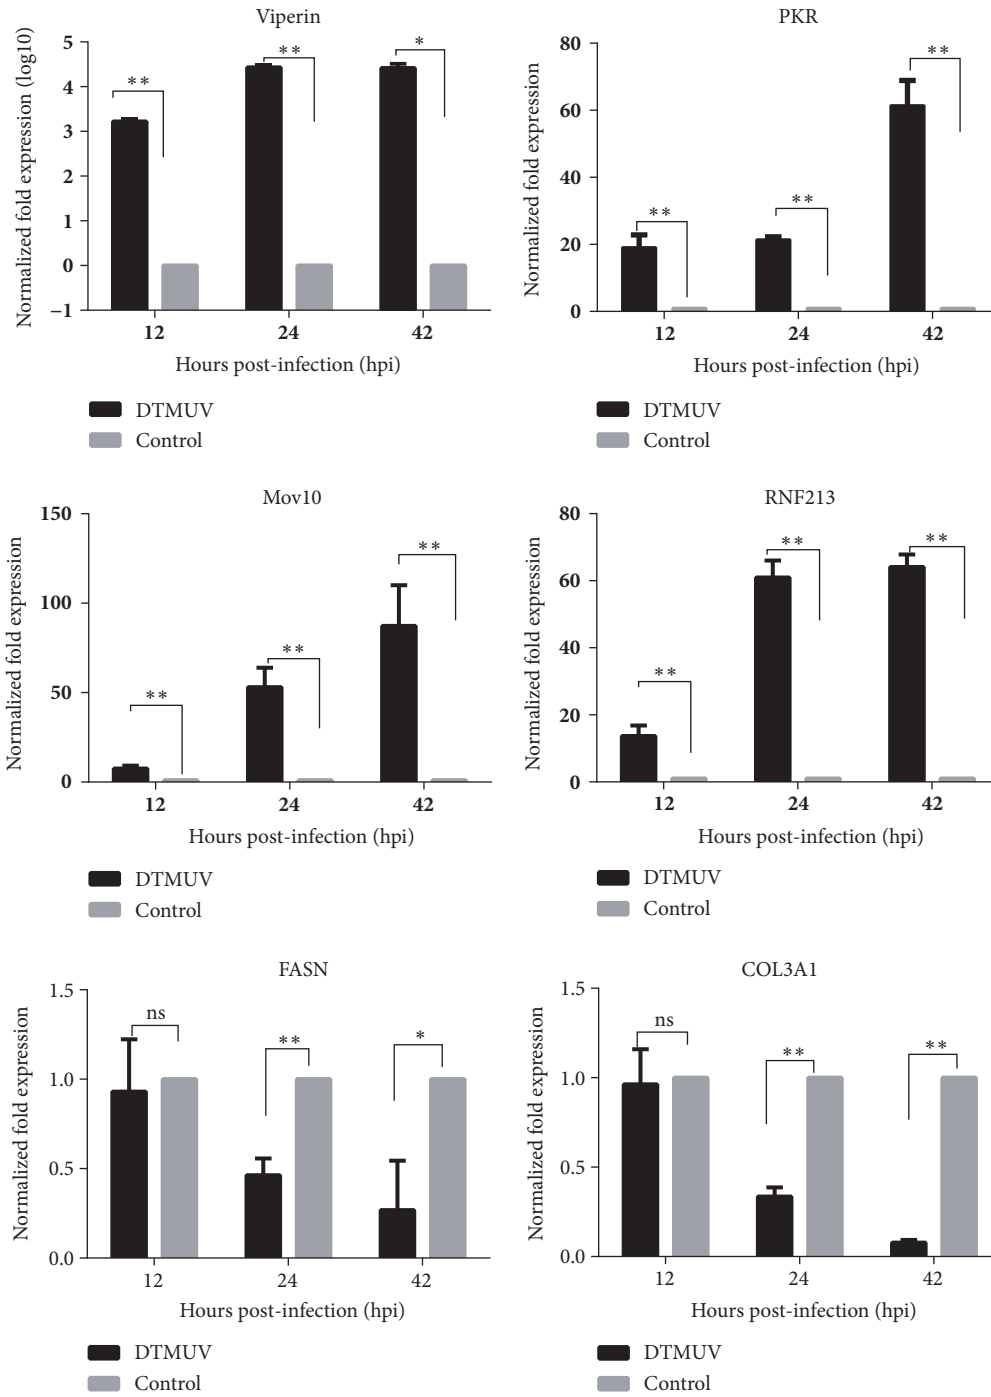 Viperin
Normalized fold expression (log10)
5
4
3
2
1
0
−1
**
**
*
12
24
42
Hours post-infection (hpi)
DTMUV
Control
PKR
Normalized fold expression
80
60
40
20
0
**
**
**
12
24
42
Hours post-infection (hpi)
DTMUV
Control
Mov10
Normalized fold expression
150
100
50
0
**
**
**
12
24
42
Hours post-infection (hpi)
DTMUV
Control
RNF213
Normalized fold expression
80
60
40
20
0
**
**
**
12
24
42
Hours post-infection (hpi)
DTMUV
Control
FASN
Normalized fold expression
1.5
1.0
0.5
0.0
ns
**
*
12
24
42
Hours post-infection (hpi)
DTMUV
Control
COL3A1
Normalized fold expression
1.5
1.0
0.5
0.0
ns
**
**
12
24
42
Hours post-infection (hpi)
DTMUV
Control